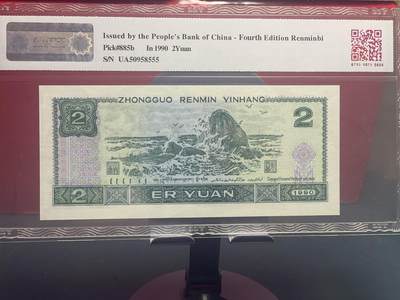 Issued by the People's Bank of China - Fourth Edition Renminbi
Pick#885b In 1990 2Yuan
S/N UA50958555
ZHONGGUO RENMIN YINHANG
2 2
2 ER YUAN 1990